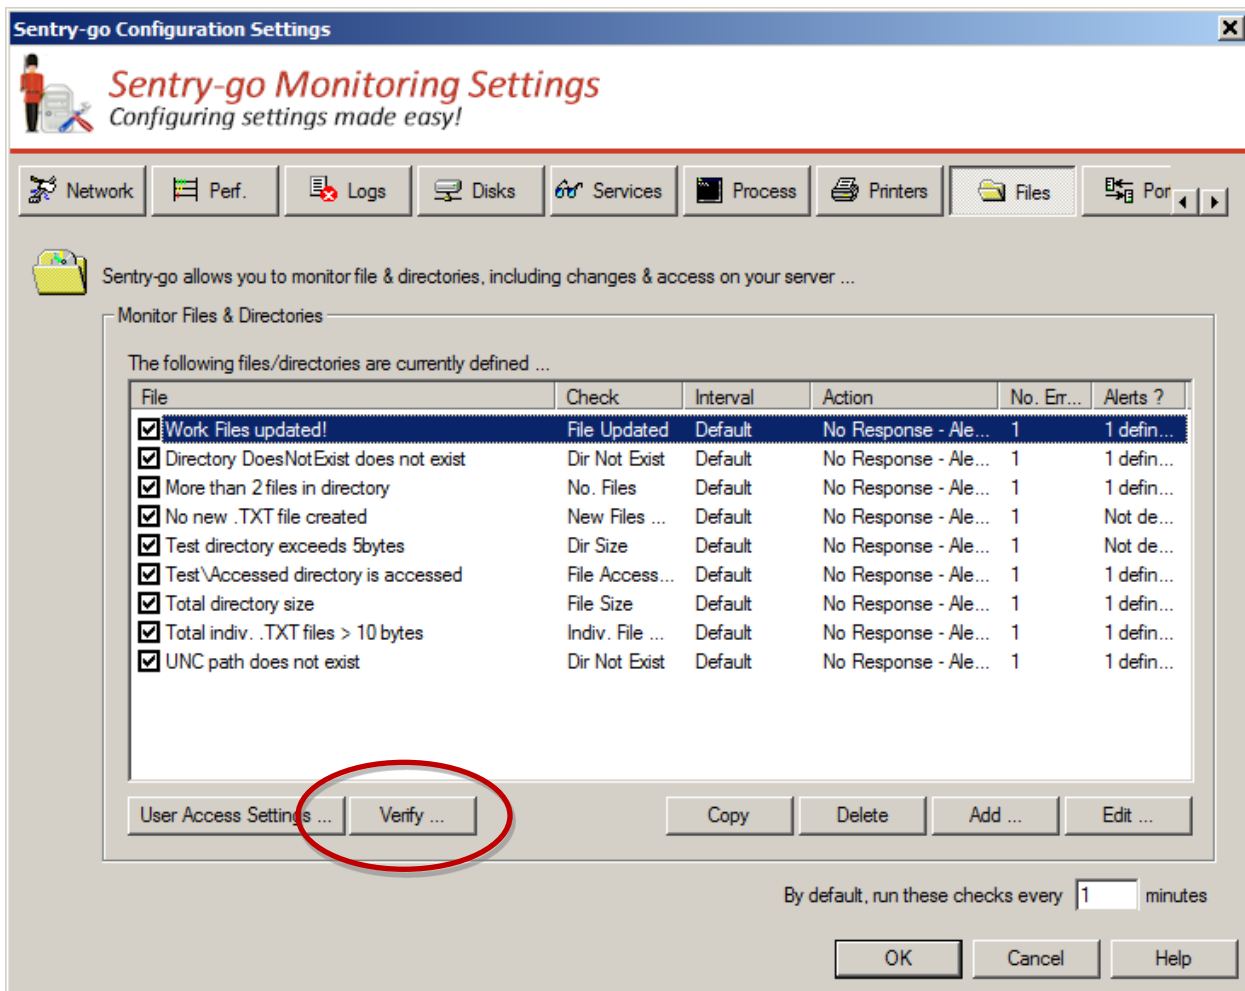 Sentry-go Configuration Settings
Sentry-go Monitoring Settings
Configuring settings made easy!
Network Perf. Logs Disks Services Process Printers Files Por
Sentry-go allows you to monitor file & directories, including changes & access on your server ...
Monitor Files & Directories
The following files/directories are currently defined ...
File Check Interval Action No. Err... Alerts ?
Work Files updated! File Updated Default No Response - Ale... 1 1 defin...
Directory DoesNotExist does not exist Dir Not Exist Default No Response - Ale... 1 1 defin...
More than 2 files in directory No. Files Default No Response - Ale... 1 1 defin...
No new .TXT file created New Files ... Default No Response - Ale... 1 Not de...
Test directory exceeds 5bytes Dir Size Default No Response - Ale... 1 Not de...
Test\Accessed directory is accessed File Access... Default No Response - Ale... 1 1 defin...
Total directory size File Size Default No Response - Ale... 1 1 defin...
Total indiv. .TXT files > 10 bytes Indiv. File ... Default No Response - Ale... 1 1 defin...
UNC path does not exist Dir Not Exist Default No Response - Ale... 1 1 defin...
User Access Settings ... Verify ... Copy Delete Add ... Edit ...
By default, run these checks every 1 minutes
OK Cancel Help